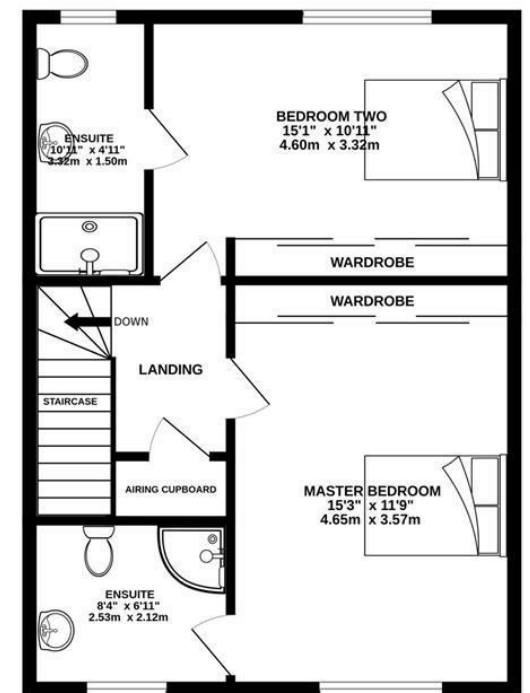 ENSUITE
10'11" x 4'11"
3.32m x 1.50m
BEDROOM TWO
15'1" x 10'11"
4.60m x 3.32m
WARDROBE
WARDROBE
DOWN
LANDING
STAIRCASE
AIRING CUPBOARD
MASTER BEDROOM
15'3" x 11'9"
4.65m x 3.57m
ENSUITE
8'4" x 6'11"
2.53m x 2.12m